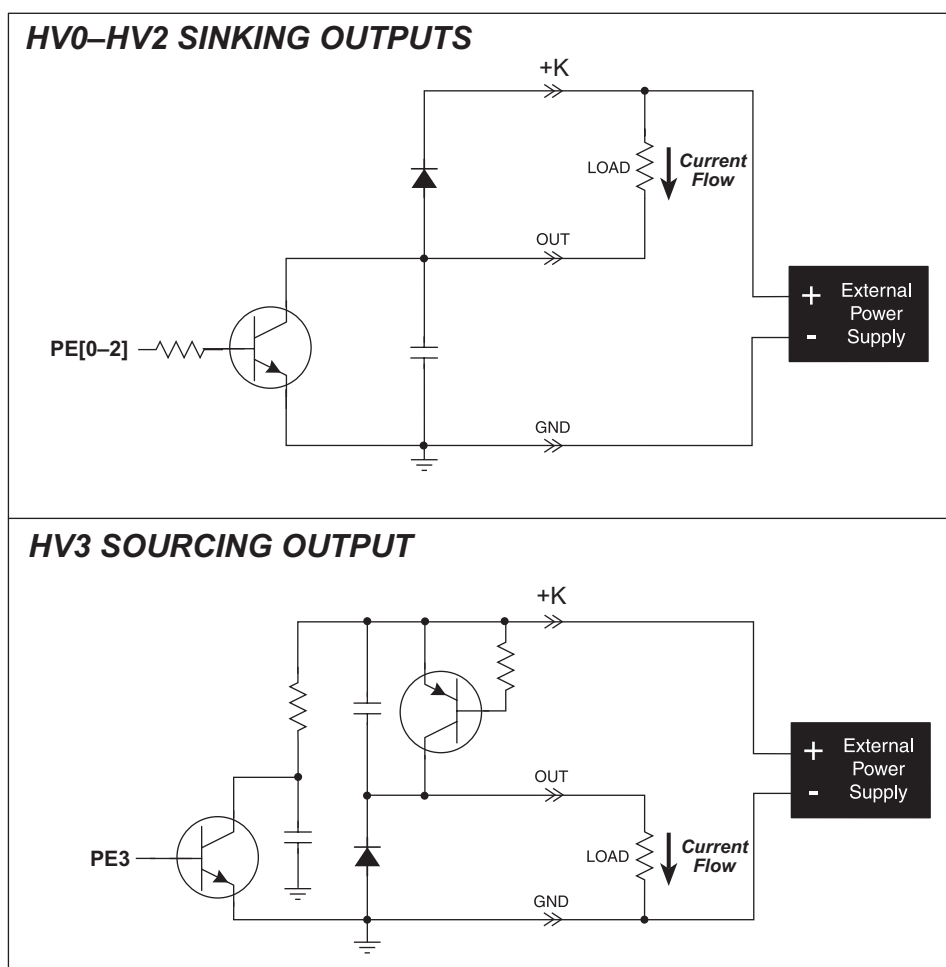 HV0–HV2 SINKING OUTPUTS
+K
LOAD
Current
Flow
OUT
+ External
Power
- Supply
PE[0–2]
GND
HV3 SOURCING OUTPUT
+K
+ External
Power
- Supply
OUT
PE3
LOAD
Current
Flow
GND